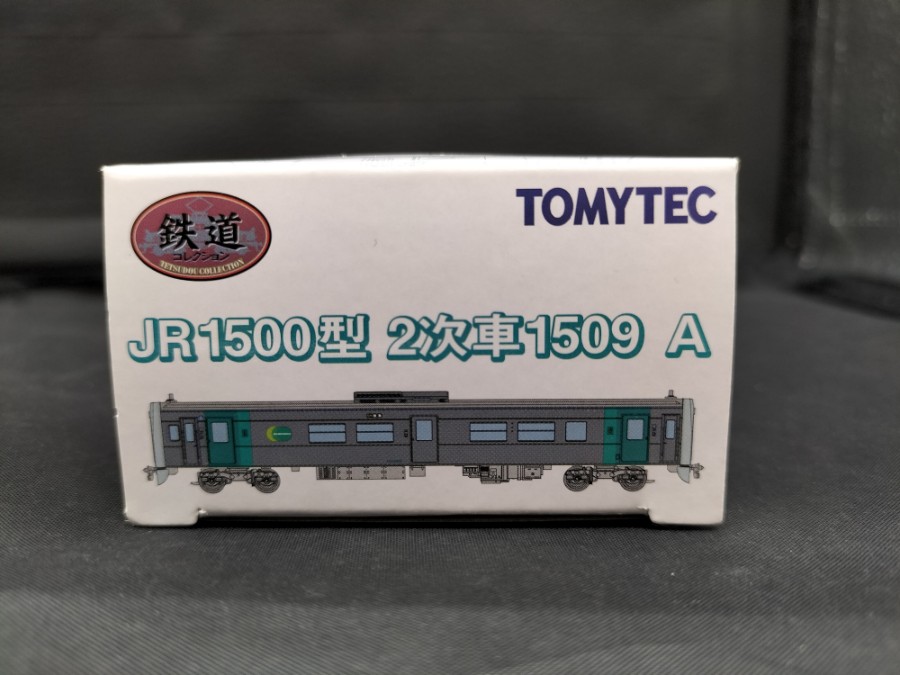 鉄道
コレクション
TETSUDOU COLLECTION
TOMYTEC
JR1500型 2次車1509 A